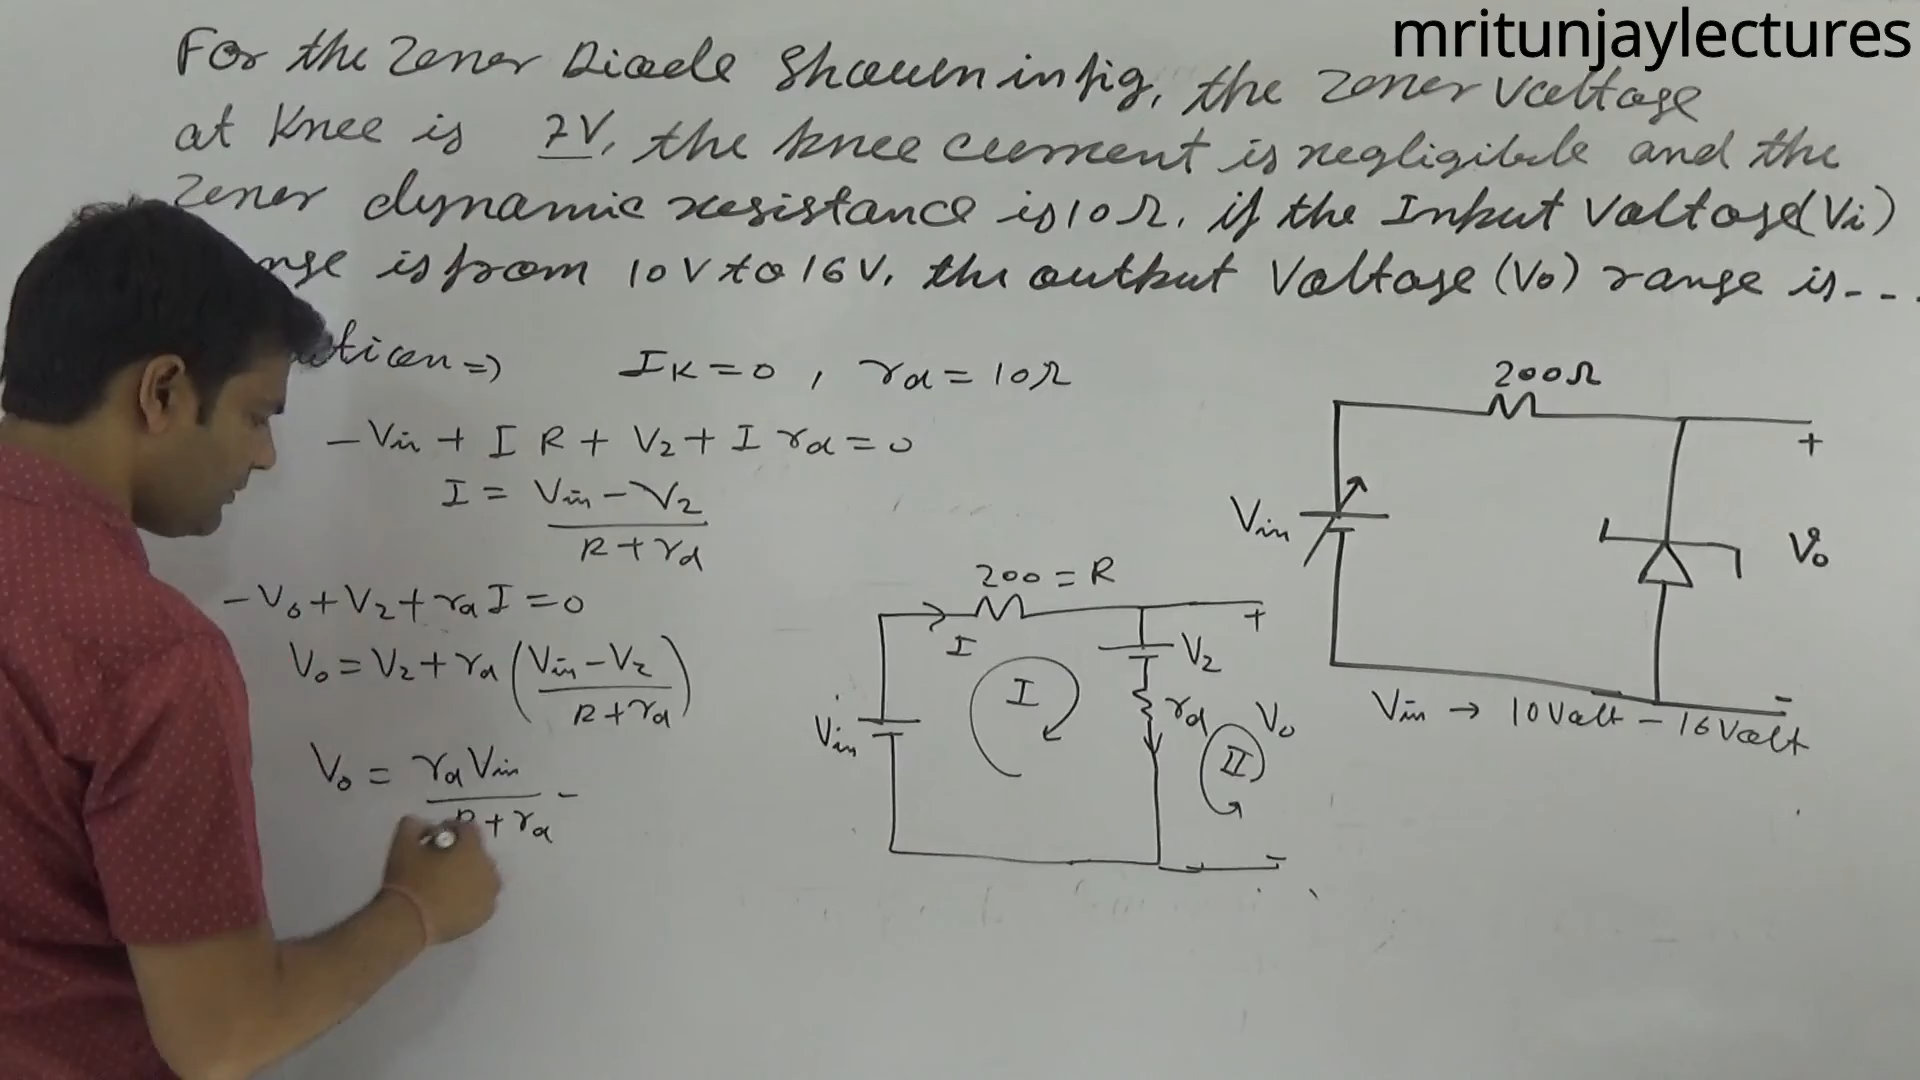 mritunjaylectures
For the Zener Diode Shown in fig, the Zener Voltage
at Knee is 7V, the knee current is negligible and the
Zener dynamic resistance is 10Ω, if the Input Voltage (Vi)
is from 10V to 16V, the output Voltage (Vo) range is---.
=> IK = 0 , rd = 10Ω
- Vin + I R + Vz + I rd = 0
I = Vin - Vz
R + rd
- Vo + Vz + rd I = 0
Vo = Vz + rd ( Vin - Vz
R + rd )
Vo = rd Vin -
R + rd
200 = R
I
+
Vz
I
Vin
rd
Vo
II
-
200Ω
+
Vin
Vo
-
Vin → 10 Volt - 16 Volt